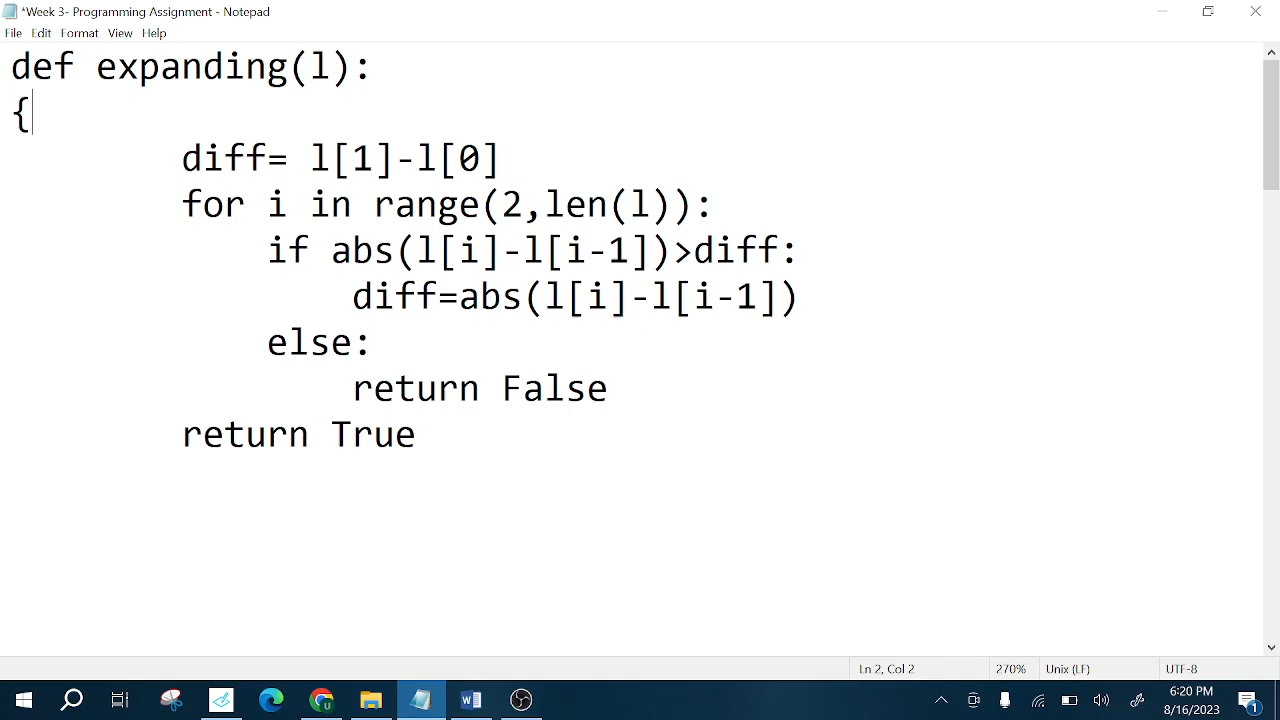 *Week 3- Programming Assignment - Notepad
File Edit Format View Help
def expanding(l):
{
        diff= l[1]-l[0]
        for i in range(2,len(l)):
            if abs(l[i]-l[i-1])>diff:
                diff=abs(l[i]-l[i-1])
            else:
                return False
        return True
Ln 2, Col 2 270% Unix (LF) UTF-8
6:20 PM
8/16/2023
1